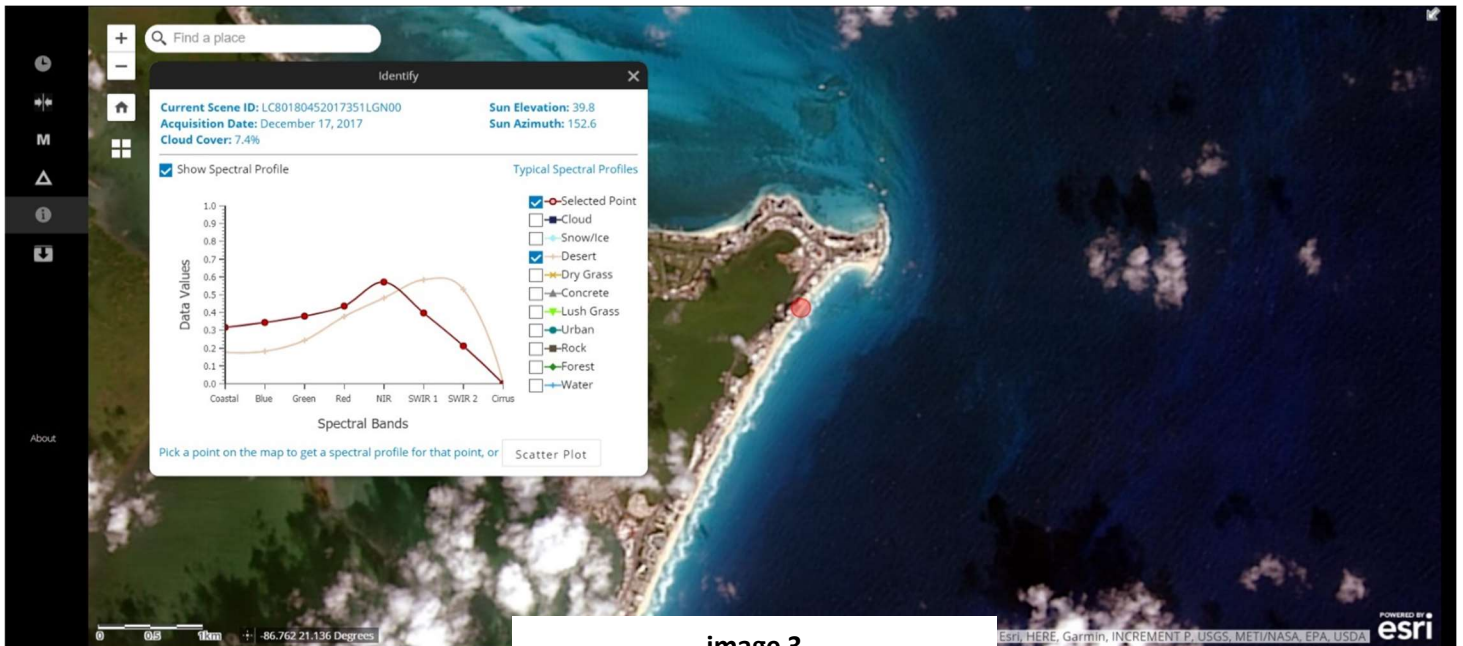 Find a place
Identify
Current Scene ID: LC80180452017351LGN00
Acquisition Date: December 17, 2017
Cloud Cover: 7.4%
Sun Elevation: 39.8
Sun Azimuth: 152.6
Show Spectral Profile
Typical Spectral Profiles
M
i
About
1.0
0.9
0.8
0.7
0.6
0.5
0.4
0.3
0.2
0.1
0.0
Data Values
Coastal Blue Green Red NIR SWIR 1 SWIR 2 Cirrus
Spectral Bands
Selected Point
Cloud
Snow/Ice
Desert
Dry Grass
Concrete
Lush Grass
Urban
Rock
Forest
Water
Pick a point on the map to get a spectral profile for that point, or Scatter Plot
0 0.5 1km
-86.762 21.136 Degrees
image 3
Esri, HERE, Garmin, INCREMENT P, USGS, METI/NASA, EPA, USDA
POWERED BY
esri